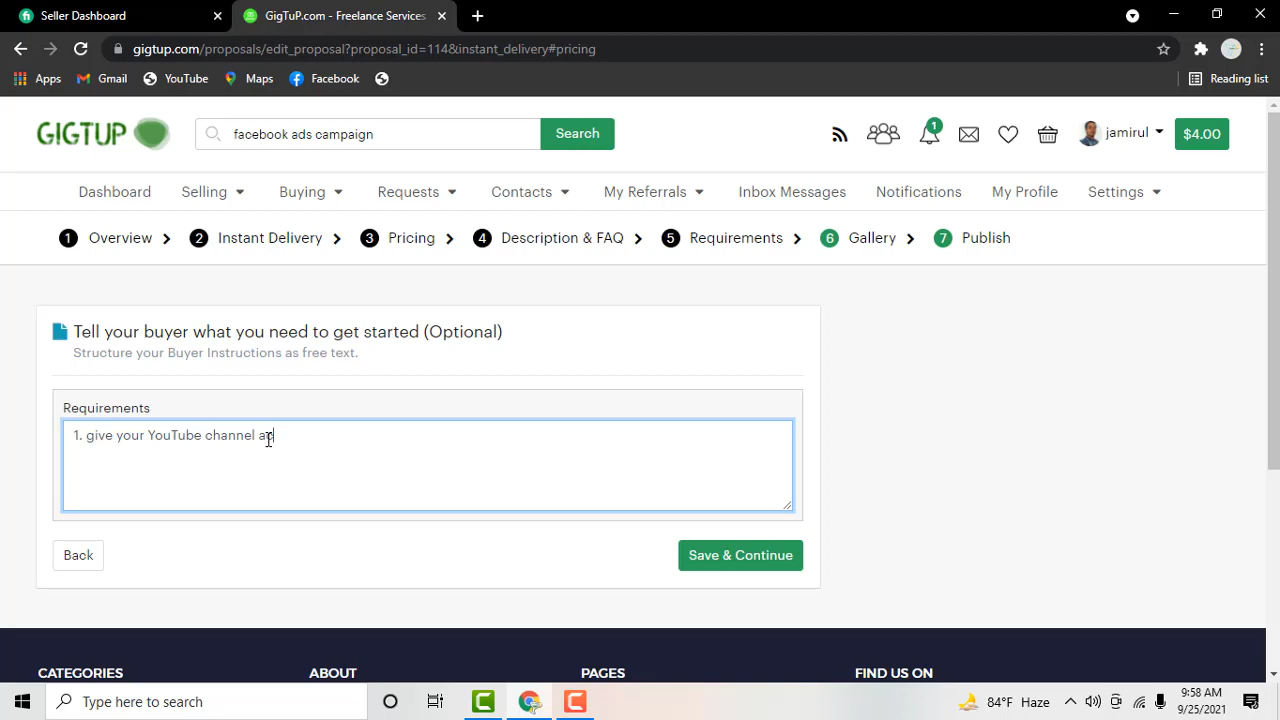 Seller Dashboard
GigTuP.com - Freelance Services
gigtup.com/proposals/edit_proposal?proposal_id=114&instant_delivery#pricing
Apps Gmail YouTube Maps Facebook Reading list
GIGTUP facebook ads campaign Search 1 jamirul $4.00
Dashboard Selling Buying Requests Contacts My Referrals Inbox Messages Notifications My Profile Settings
1 Overview 2 Instant Delivery 3 Pricing 4 Description & FAQ 5 Requirements 6 Gallery 7 Publish
Tell your buyer what you need to get started (Optional)
Structure your Buyer Instructions as free text.
Requirements
1. give your YouTube channel
Back Save & Continue
CATEGORIES ABOUT PAGES FIND US ON
Type here to search 84°F Haze 9:58 AM
9/25/2021